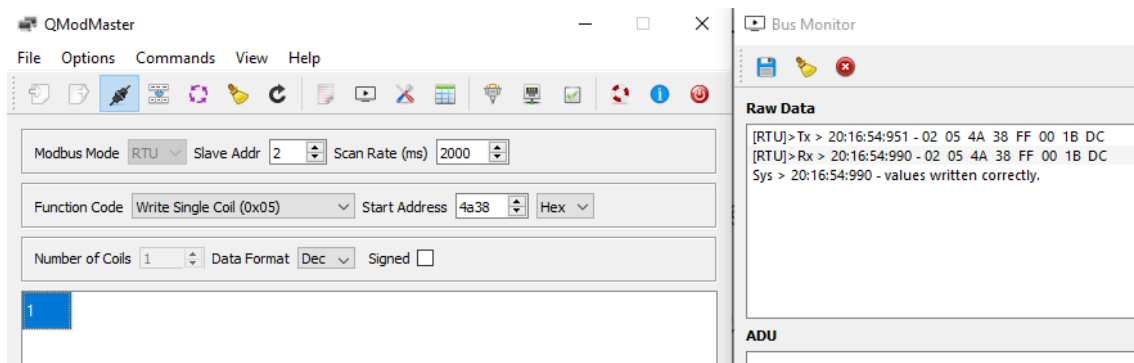 QModMaster
File Options Commands View Help
Modbus Mode RTU Slave Addr 2 Scan Rate (ms) 2000
Function Code Write Single Coil (0x05) Start Address 4a38 Hex
Number of Coils 1 Data Format Dec Signed
1
Bus Monitor
Raw Data
[RTU]>Tx > 20:16:54:951 - 02 05 4A 38 FF 00 1B DC
[RTU]>Rx > 20:16:54:990 - 02 05 4A 38 FF 00 1B DC
Sys > 20:16:54:990 - values written correctly.
ADU